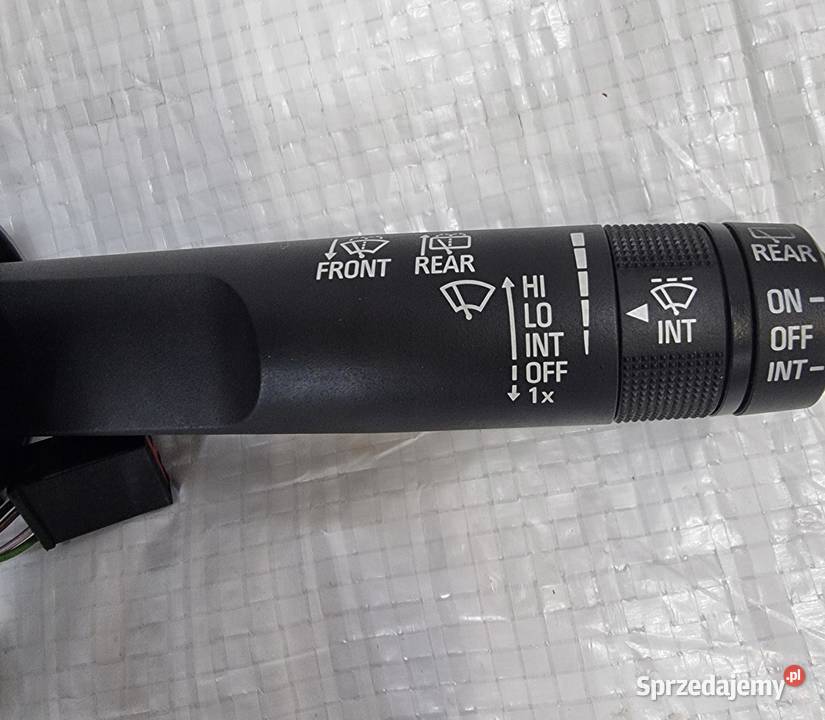 FRONT
REAR
HI
LO
INT
OFF
1x
INT
REAR
ON
OFF
INT
Sprzedajemy.pl